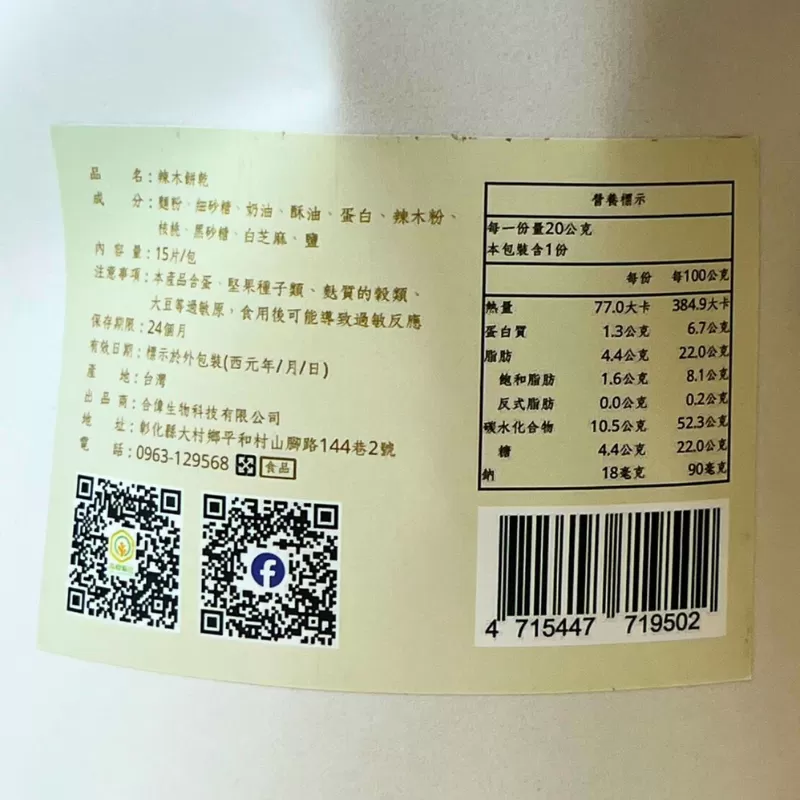 品　　名：辣木餅乾
成　　分：麵粉、細砂糖、奶油、酥油、蛋白、辣木粉、
核桃、黑砂糖、白芝麻、鹽
內 容 量：15片/包
注意事項：本產品含蛋、堅果種子類、麩質的穀類、
大豆等過敏原，食用後可能導致過敏反應
保存期限：24個月
有效日期：標示於外包裝(西元年/月/日)
產　　地：台灣
出 品 商：合偉生物科技有限公司
地　　址：彰化縣大村鄉平和村山腳路144巷2號
電　　話：0963-129568 食品
營養標示
每一份量20公克
本包裝含1份
每份 每100公克
熱量 77.0大卡 384.9大卡
蛋白質 1.3公克 6.7公克
脂肪 4.4公克 22.0公克
飽和脂肪 1.6公克 8.1公克
反式脂肪 0.0公克 0.2公克
碳水化合物 10.5公克 52.3公克
糖 4.4公克 22.0公克
鈉 18毫克 90毫克
4 715447 719502